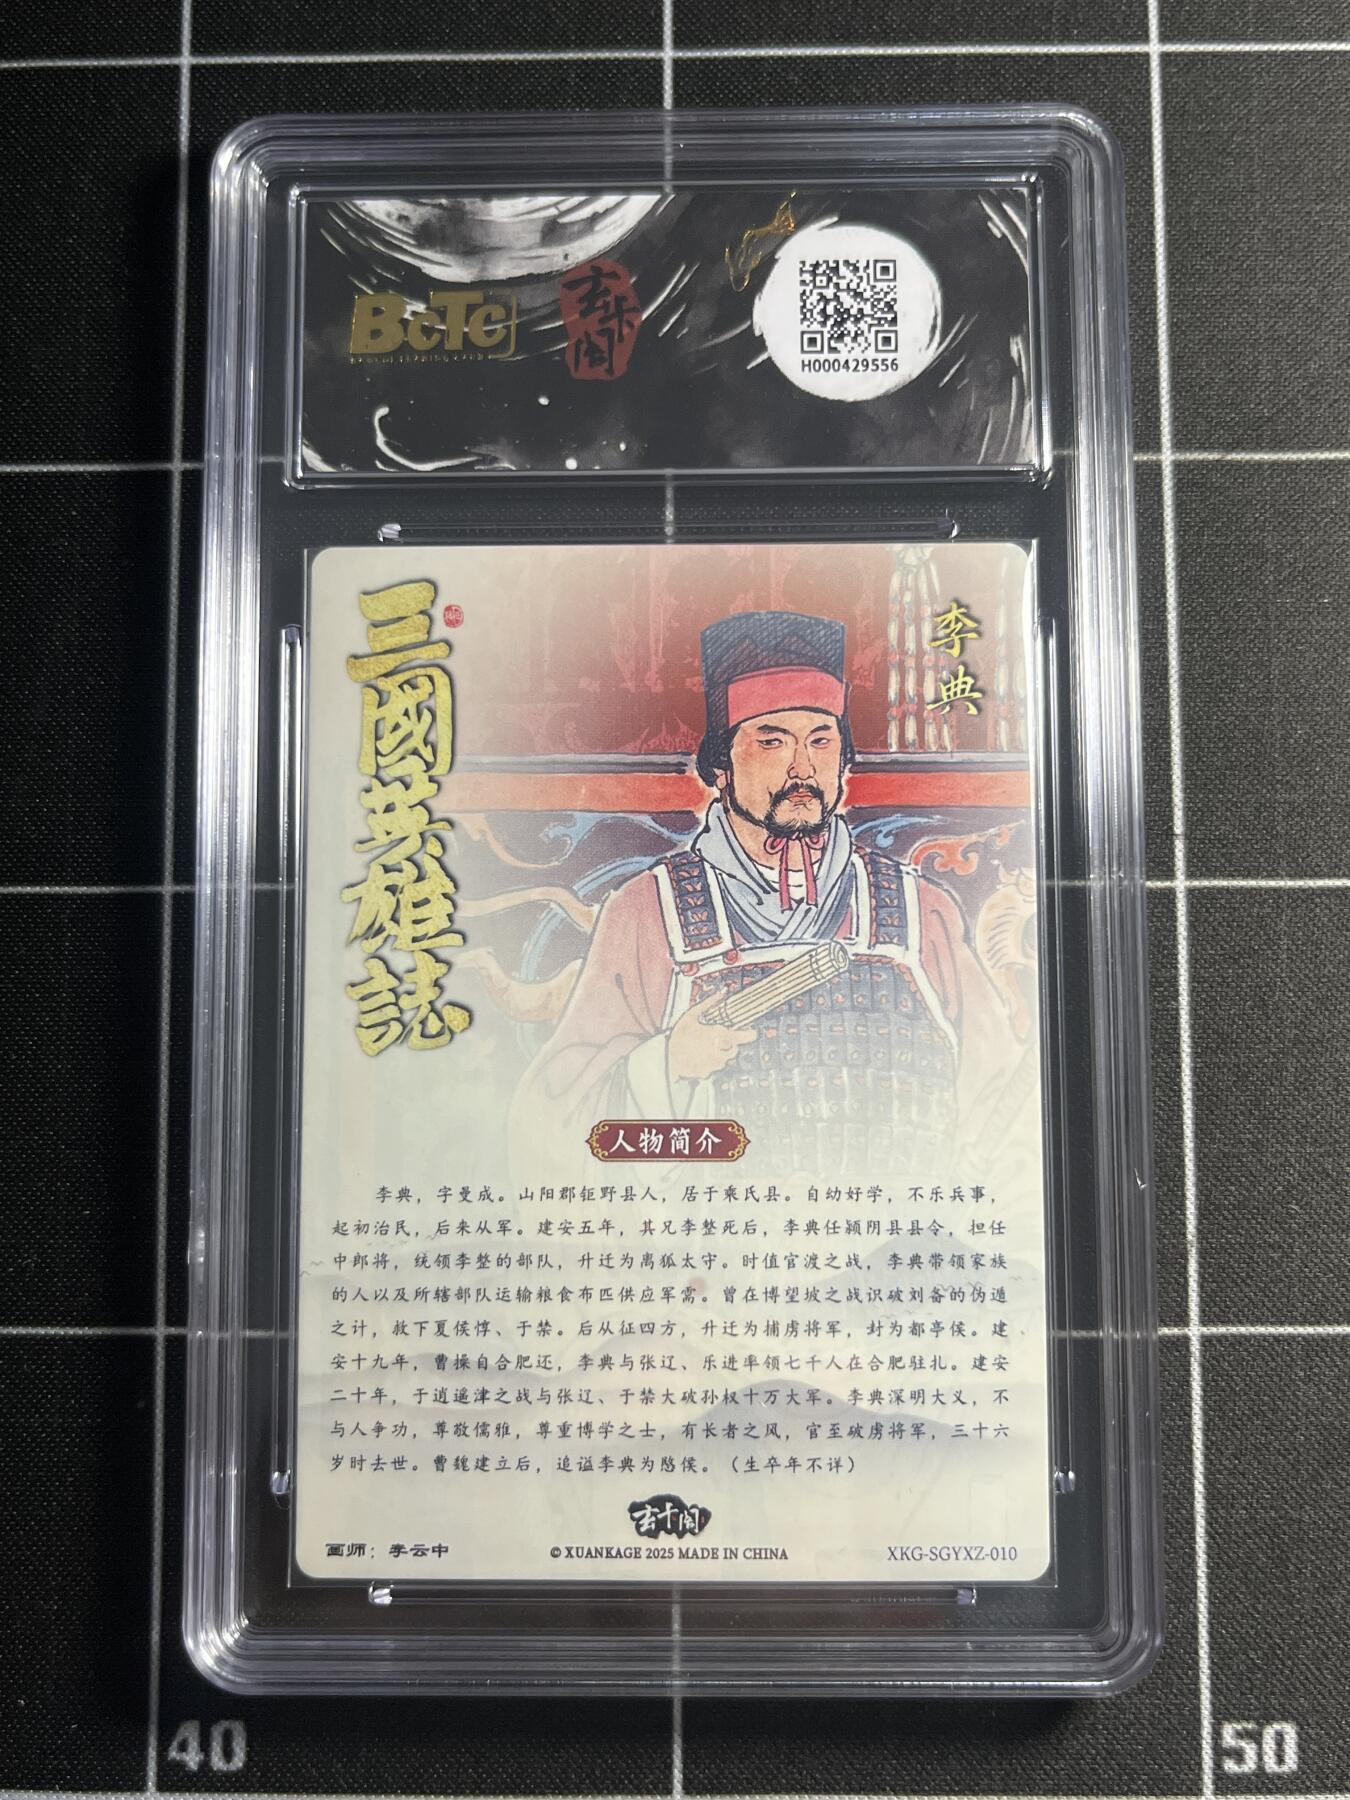 BCTC
玄卡阁
H000429556
三國英雄誌
李典
人物简介
李典，字曼成。山阳郡钜野县人，居于乘氏县。自幼好学，不乐兵事，
起初治民，后来从军。建安五年，其兄李整死后，李典任颍阴县县令，担任
中郎将，统领李整的部队，升迁为离狐太守。时值官渡之战，李典带领家族
的人以及所辖部队运输粮食布匹供应军需。曾在博望坡之战识破刘备的伪遁
之计，救下夏侯惇、于禁。后从征四方，升迁为捕虏将军，封为都亭侯。建
安十九年，曹操自合肥还，李典与张辽、乐进率领七千人在合肥驻扎。建安
二十年，于逍遥津之战与张辽、于禁大破孙权十万大军。李典深明大义，不
与人争功，尊敬儒雅，尊重博学之士，有长者之风，官至破虏将军，三十六
岁时去世。曹魏建立后，追谥李典为愍侯。（生卒年不详）
玄卡阁
画师：李云中
© XUANKAGE 2025 MADE IN CHINA
XKG-SGYXZ-010
40
50